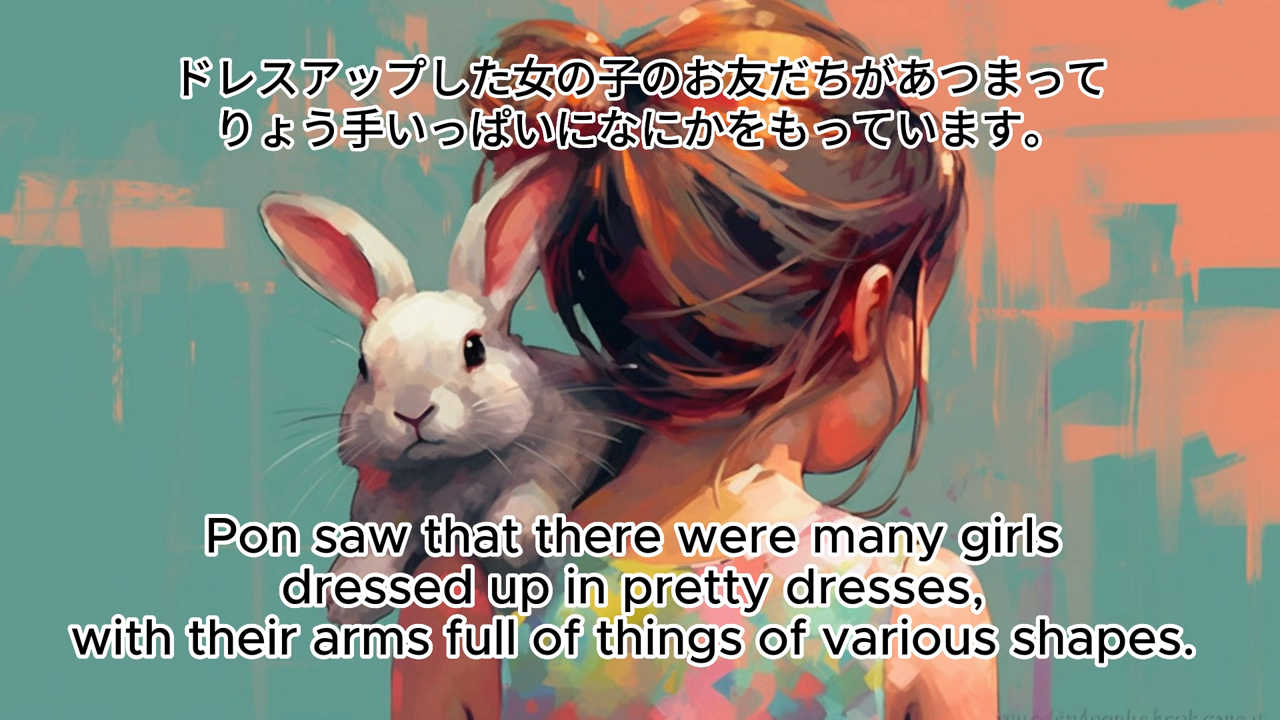 ドレスアップした女の子のお友だちがあつまって
りょう手いっぱいになにかをもっています。
Pon saw that there were many girls
dressed up in pretty dresses,
with their arms full of things of various shapes.